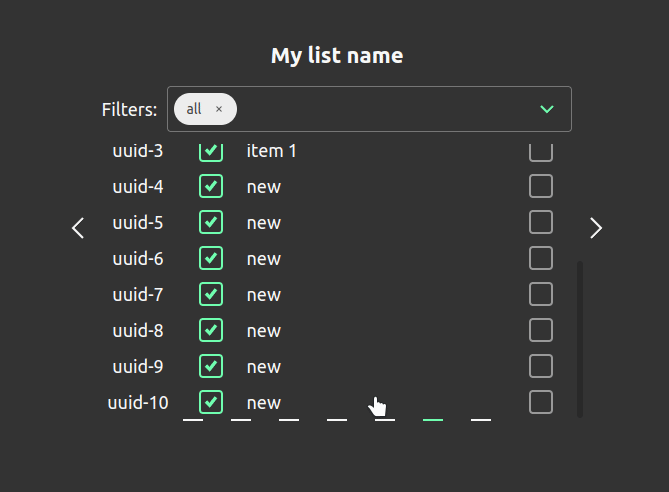 My list name
Filters: all ×
uuid-3 item 1
uuid-4 new
uuid-5 new
uuid-6 new
uuid-7 new
uuid-8 new
uuid-9 new
uuid-10 new